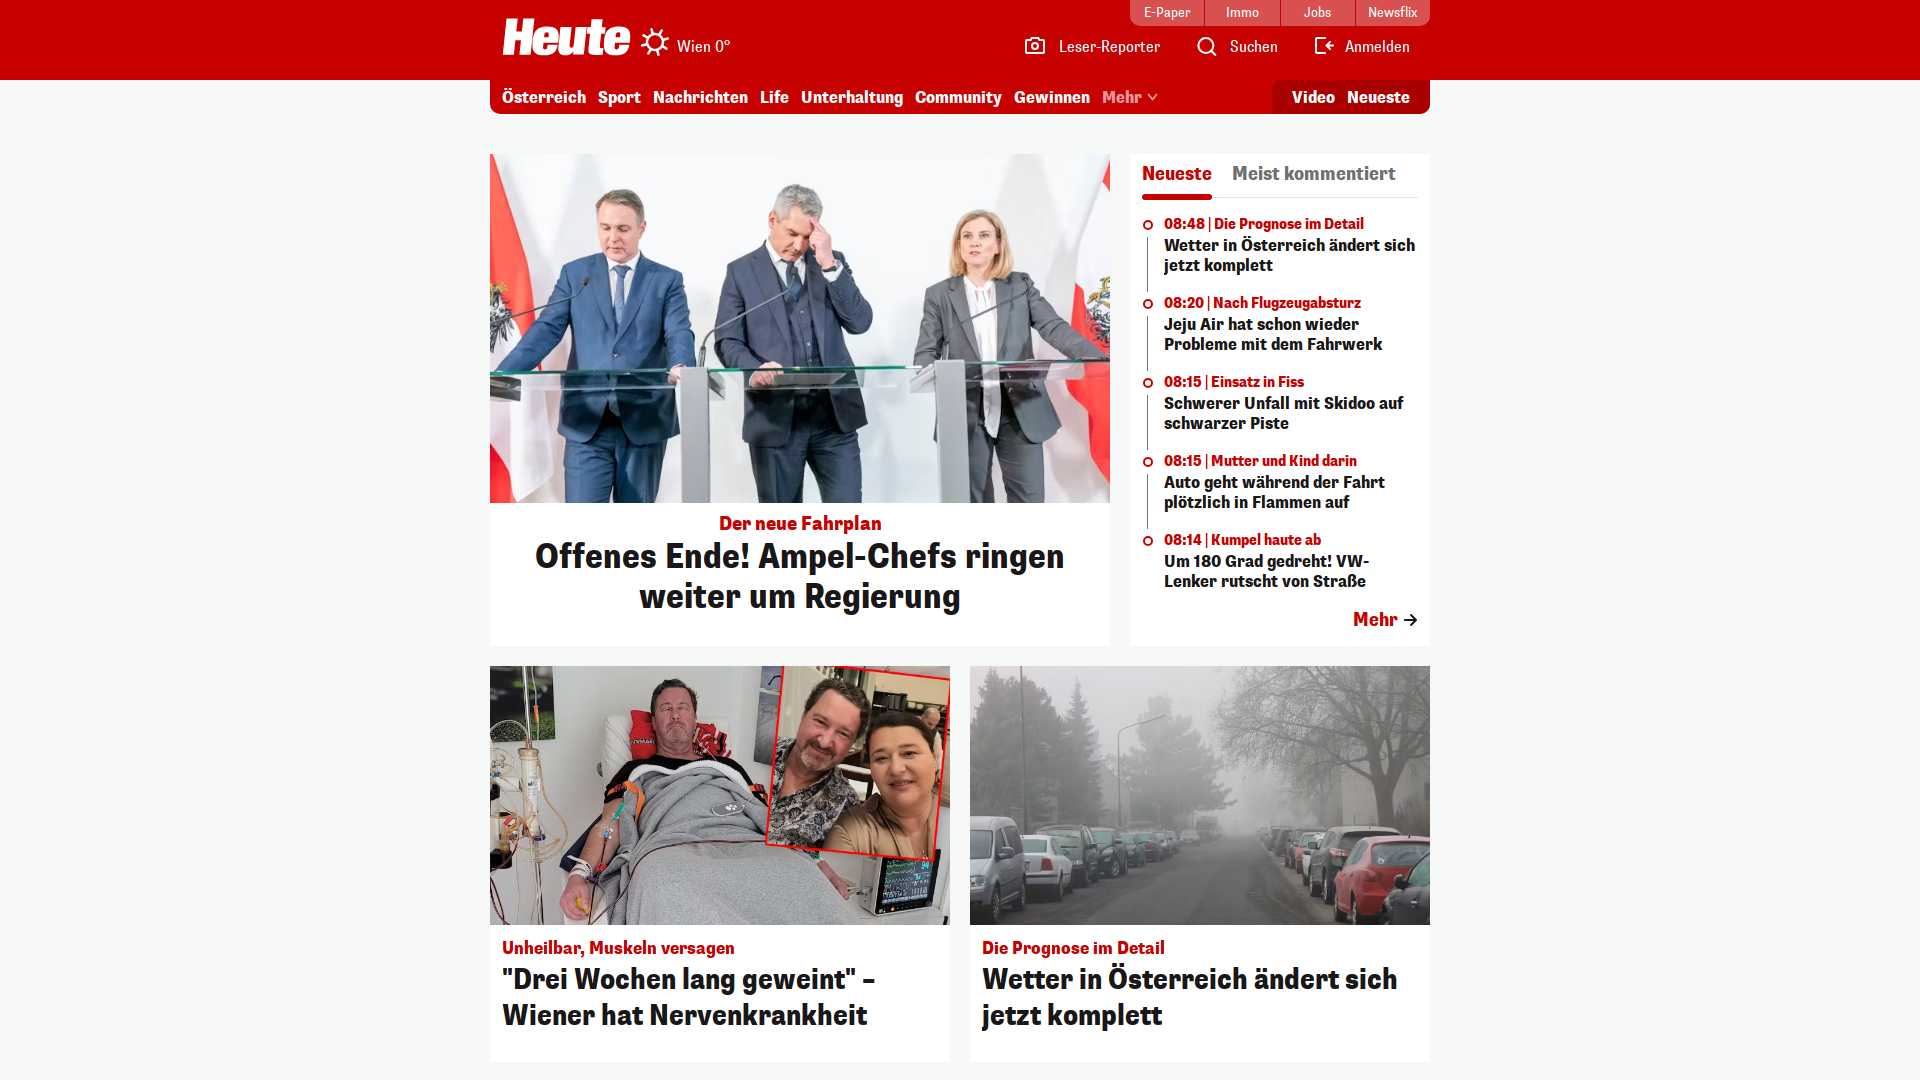 E-Paper
Immo
Jobs
Newsflix
Heute
Wien 0°
Leser-Reporter
Suchen
Anmelden
Österreich
Sport
Nachrichten
Life
Unterhaltung
Community
Gewinnen
Mehr
Video
Neueste
Der neue Fahrplan
Offenes Ende! Ampel-Chefs ringen
weiter um Regierung
Neueste
Meist kommentiert
08:48 | Die Prognose im Detail
Wetter in Österreich ändert sich
jetzt komplett
08:20 | Nach Flugzeugabsturz
Jeju Air hat schon wieder
Probleme mit dem Fahrwerk
08:15 | Einsatz in Fiss
Schwerer Unfall mit Skidoo auf
schwarzer Piste
08:15 | Mutter und Kind darin
Auto geht während der Fahrt
plötzlich in Flammen auf
08:14 | Kumpel haute ab
Um 180 Grad gedreht! VW-
Lenker rutscht von Straße
Mehr
Unheilbar, Muskeln versagen
"Drei Wochen lang geweint" –
Wiener hat Nervenkrankheit
Die Prognose im Detail
Wetter in Österreich ändert sich
jetzt komplett